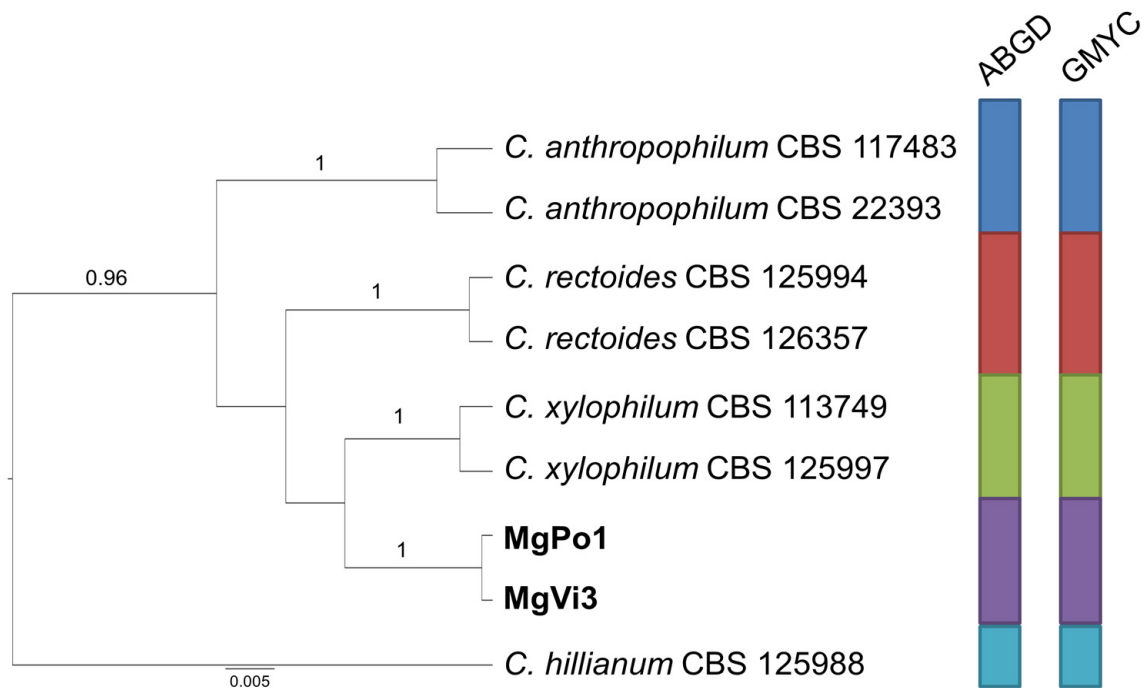 ABGD GMYC
1 C. anthropophilum CBS 117483
C. anthropophilum CBS 22393
0.96
1 C. rectoides CBS 125994
C. rectoides CBS 126357
1 C. xylophilum CBS 113749
C. xylophilum CBS 125997
1 MgPo1
MgVi3
C. hillianum CBS 125988
0.005